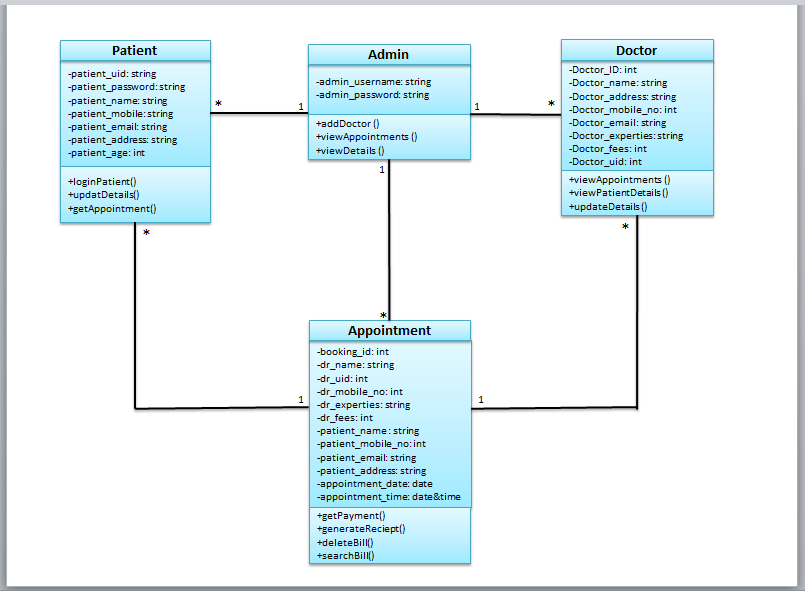 Patient
-patient_uid: string
-patient_password: string
-patient_name: string
-patient_mobile: string
-patient_email: string
-patient_address: string
-patient_age: int
+loginPatient()
+updatDetails()
+getAppointment()
*
1
Admin
-admin_username: string
-admin_password: string
+addDoctor ()
+viewAppointments ()
+viewDetails ()
1
*
Doctor
-Doctor_ID: int
-Doctor_name: string
-Doctor_address: string
-Doctor_mobile_no: int
-Doctor_email: string
-Doctor_experties: string
-Doctor_fees: int
-Doctor_uid: int
+viewAppointments ()
+viewPatientDetails()
+updateDetails()
1
*
*
*
1
1
Appointment
-booking_id: int
-dr_name: string
-dr_uid: int
-dr_mobile_no: int
-dr_experties: string
-dr_fees: int
-patient_name: string
-patient_mobile_no: int
-patient_email: string
-patient_address: string
-appointment_date: date
-appointment_time: date&time
+getPayment()
+generateReciept()
+deleteBill()
+searchBill()